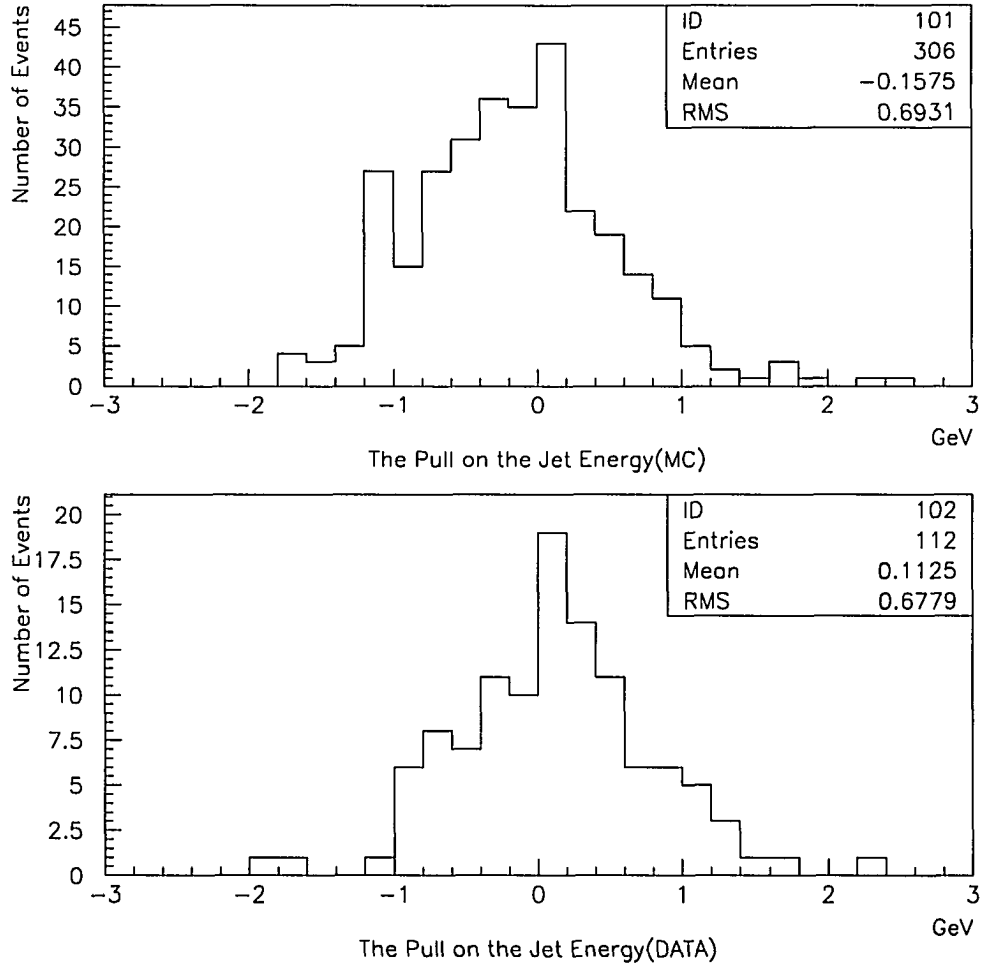 Number of Events
45
40
35
30
25
20
15
10
5
0
ID 101
Entries 306
Mean −0.1575
RMS 0.6931
−3 −2 −1 0 1 2 3
GeV
The Pull on the Jet Energy(MC)
Number of Events
20
17.5
15
12.5
10
7.5
5
2.5
0
ID 102
Entries 112
Mean 0.1125
RMS 0.6779
−3 −2 −1 0 1 2 3
GeV
The Pull on the Jet Energy(DATA)